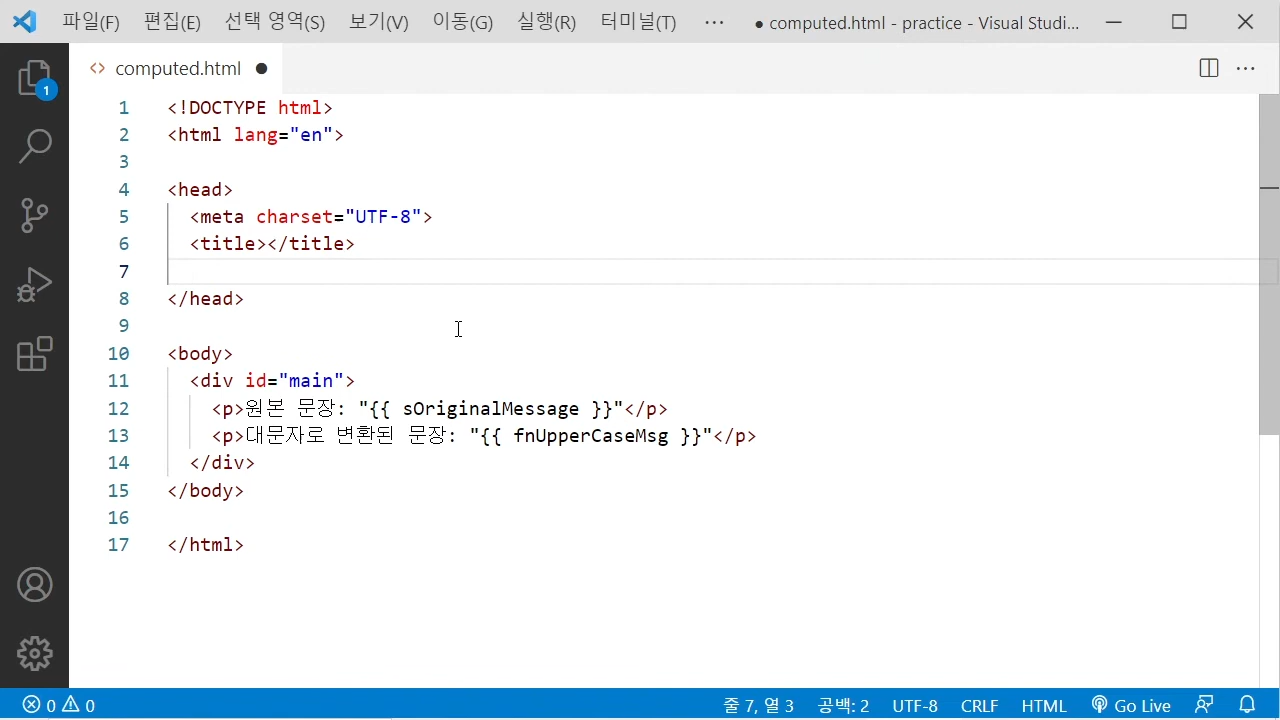 파일(F) 편집(E) 선택 영역(S) 보기(V) 이동(G) 실행(R) 터미널(T) ··· ● computed.html - practice - Visual Studi...
<> computed.html ● ···
1
1 <!DOCTYPE html>
2 <html lang="en">
3
4 <head>
5 <meta charset="UTF-8">
6 <title></title>
7
8 </head>
9
10 <body>
11 <div id="main">
12 <p>원본 문장: "{{ sOriginalMessage }}"</p>
13 <p>대문자로 변환된 문장: "{{ fnUpperCaseMsg }}"</p>
14 </div>
15 </body>
16
17 </html>
0 0 줄 7, 열 3 공백: 2 UTF-8 CRLF HTML Go Live